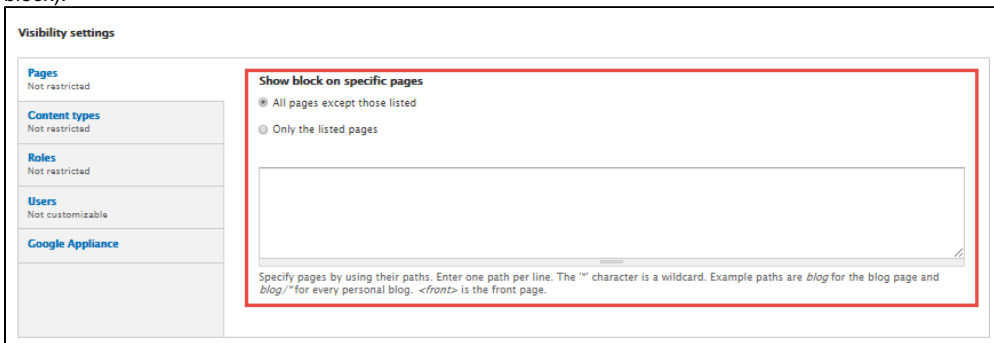 block).
Visibility settings
Pages
Not restricted
Content types
Not restricted
Roles
Not restricted
Users
Not customizable
Google Appliance
Show block on specific pages
All pages except those listed
Only the listed pages
Specify pages by using their paths. Enter one path per line. The '*' character is a wildcard. Example paths are blog for the blog page and
blog/* for every personal blog. <front> is the front page.